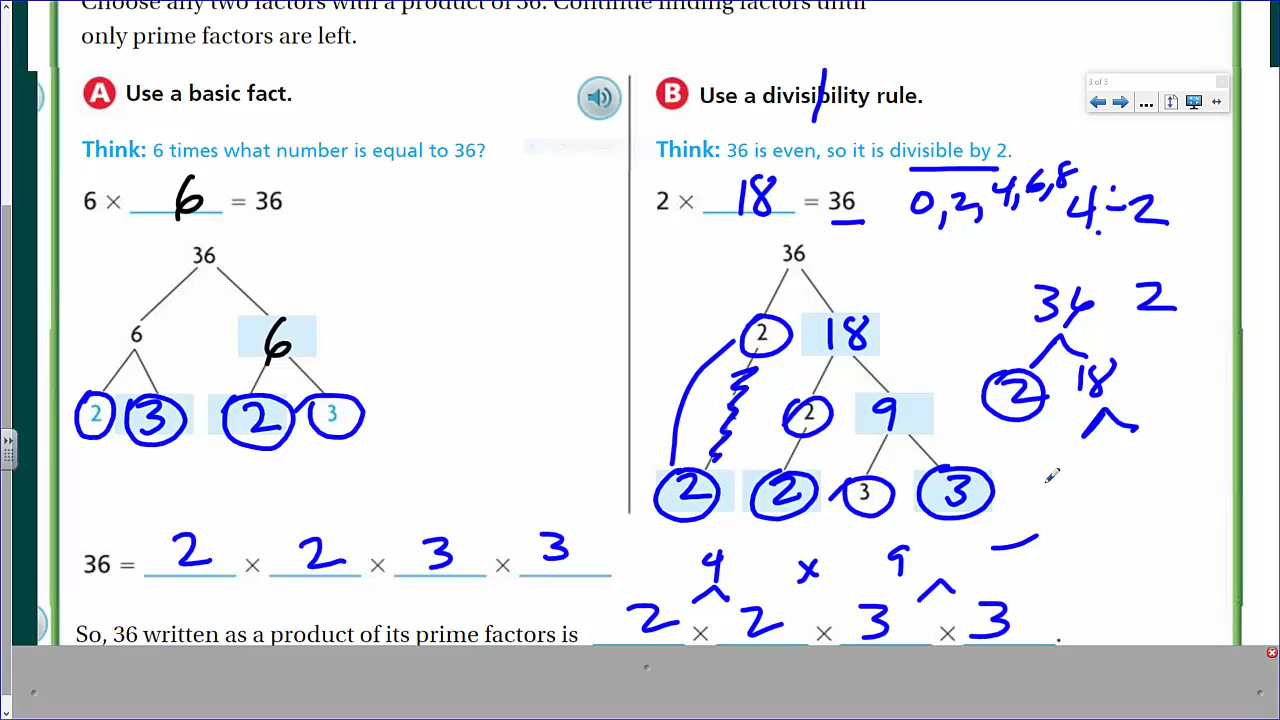 Choose any two factors with a product of 36. Continue finding factors until
only prime factors are left.
A Use a basic fact.
Think: 6 times what number is equal to 36?
6 × 6 = 36
36
6 6
2 3 2 3
B Use a divisibility rule.
Think: 36 is even, so it is divisible by 2.
2 × 18 = 36
0, 2, 4, 6, 8
4 ÷ 2
36
2 18
2 9
2 2 3 3
36 2
2 18
36 = 2 × 2 × 3 × 3
4 × 9
So, 36 written as a product of its prime factors is 2 × 2 × 3 × 3.
3 of 3
...